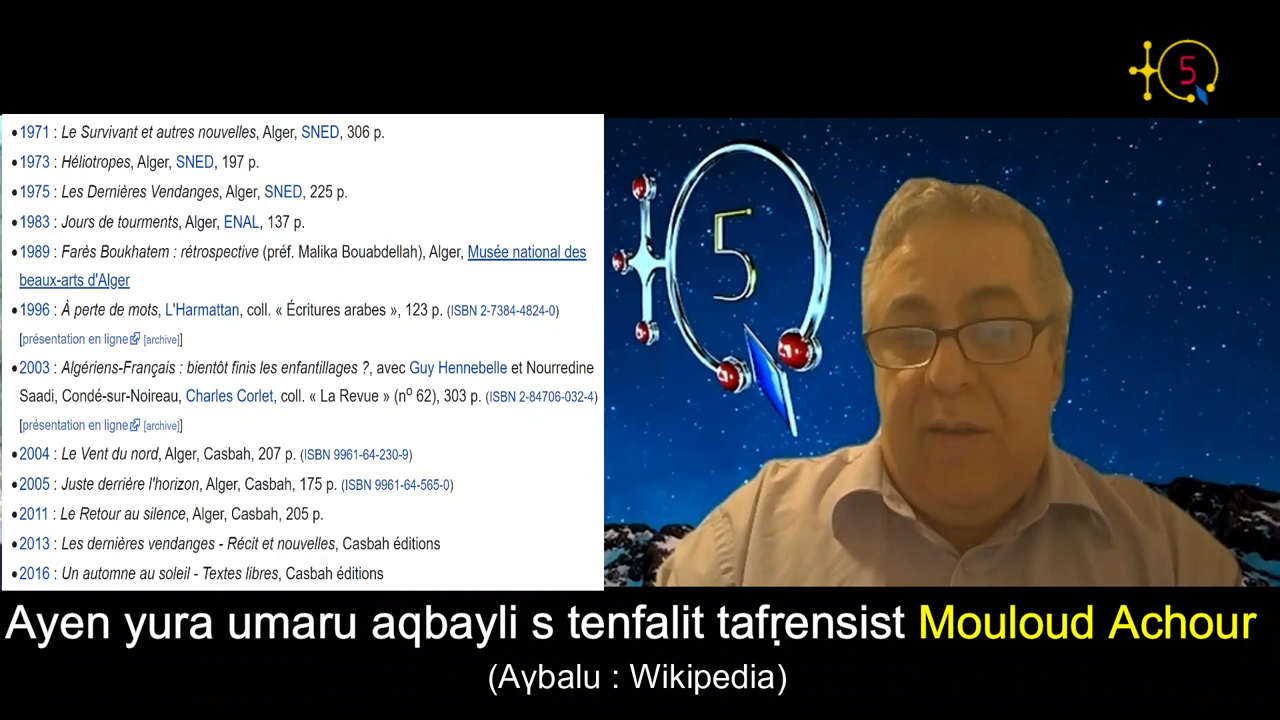 5
• 1971 : Le Survivant et autres nouvelles, Alger, SNED, 306 p.
• 1973 : Héliotropes, Alger, SNED, 197 p.
• 1975 : Les Dernières Vendanges, Alger, SNED, 225 p.
• 1983 : Jours de tourments, Alger, ENAL, 137 p.
• 1989 : Farès Boukhatem : rétrospective (préf. Malika Bouabdellah), Alger, Musée national des
beaux-arts d'Alger
• 1996 : À perte de mots, L'Harmattan, coll. « Écritures arabes », 123 p. (ISBN 2-7384-4824-0)
[présentation en ligne [archive]]
• 2003 : Algériens-Français : bientôt finis les enfantillages ?, avec Guy Hennebelle et Nourredine
Saadi, Condé-sur-Noireau, Charles Corlet, coll. « La Revue » (nº 62), 303 p. (ISBN 2-84706-032-4)
[présentation en ligne [archive]]
• 2004 : Le Vent du nord, Alger, Casbah, 207 p. (ISBN 9961-64-230-9)
• 2005 : Juste derrière l'horizon, Alger, Casbah, 175 p. (ISBN 9961-64-565-0)
• 2011 : Le Retour au silence, Alger, Casbah, 205 p.
• 2013 : Les dernières vendanges - Récit et nouvelles, Casbah éditions
• 2016 : Un automne au soleil - Textes libres, Casbah éditions
5
Ayen yura umaru aqbayli s tenfalit tafṛensist Mouloud Achour
(Aγbalu : Wikipedia)